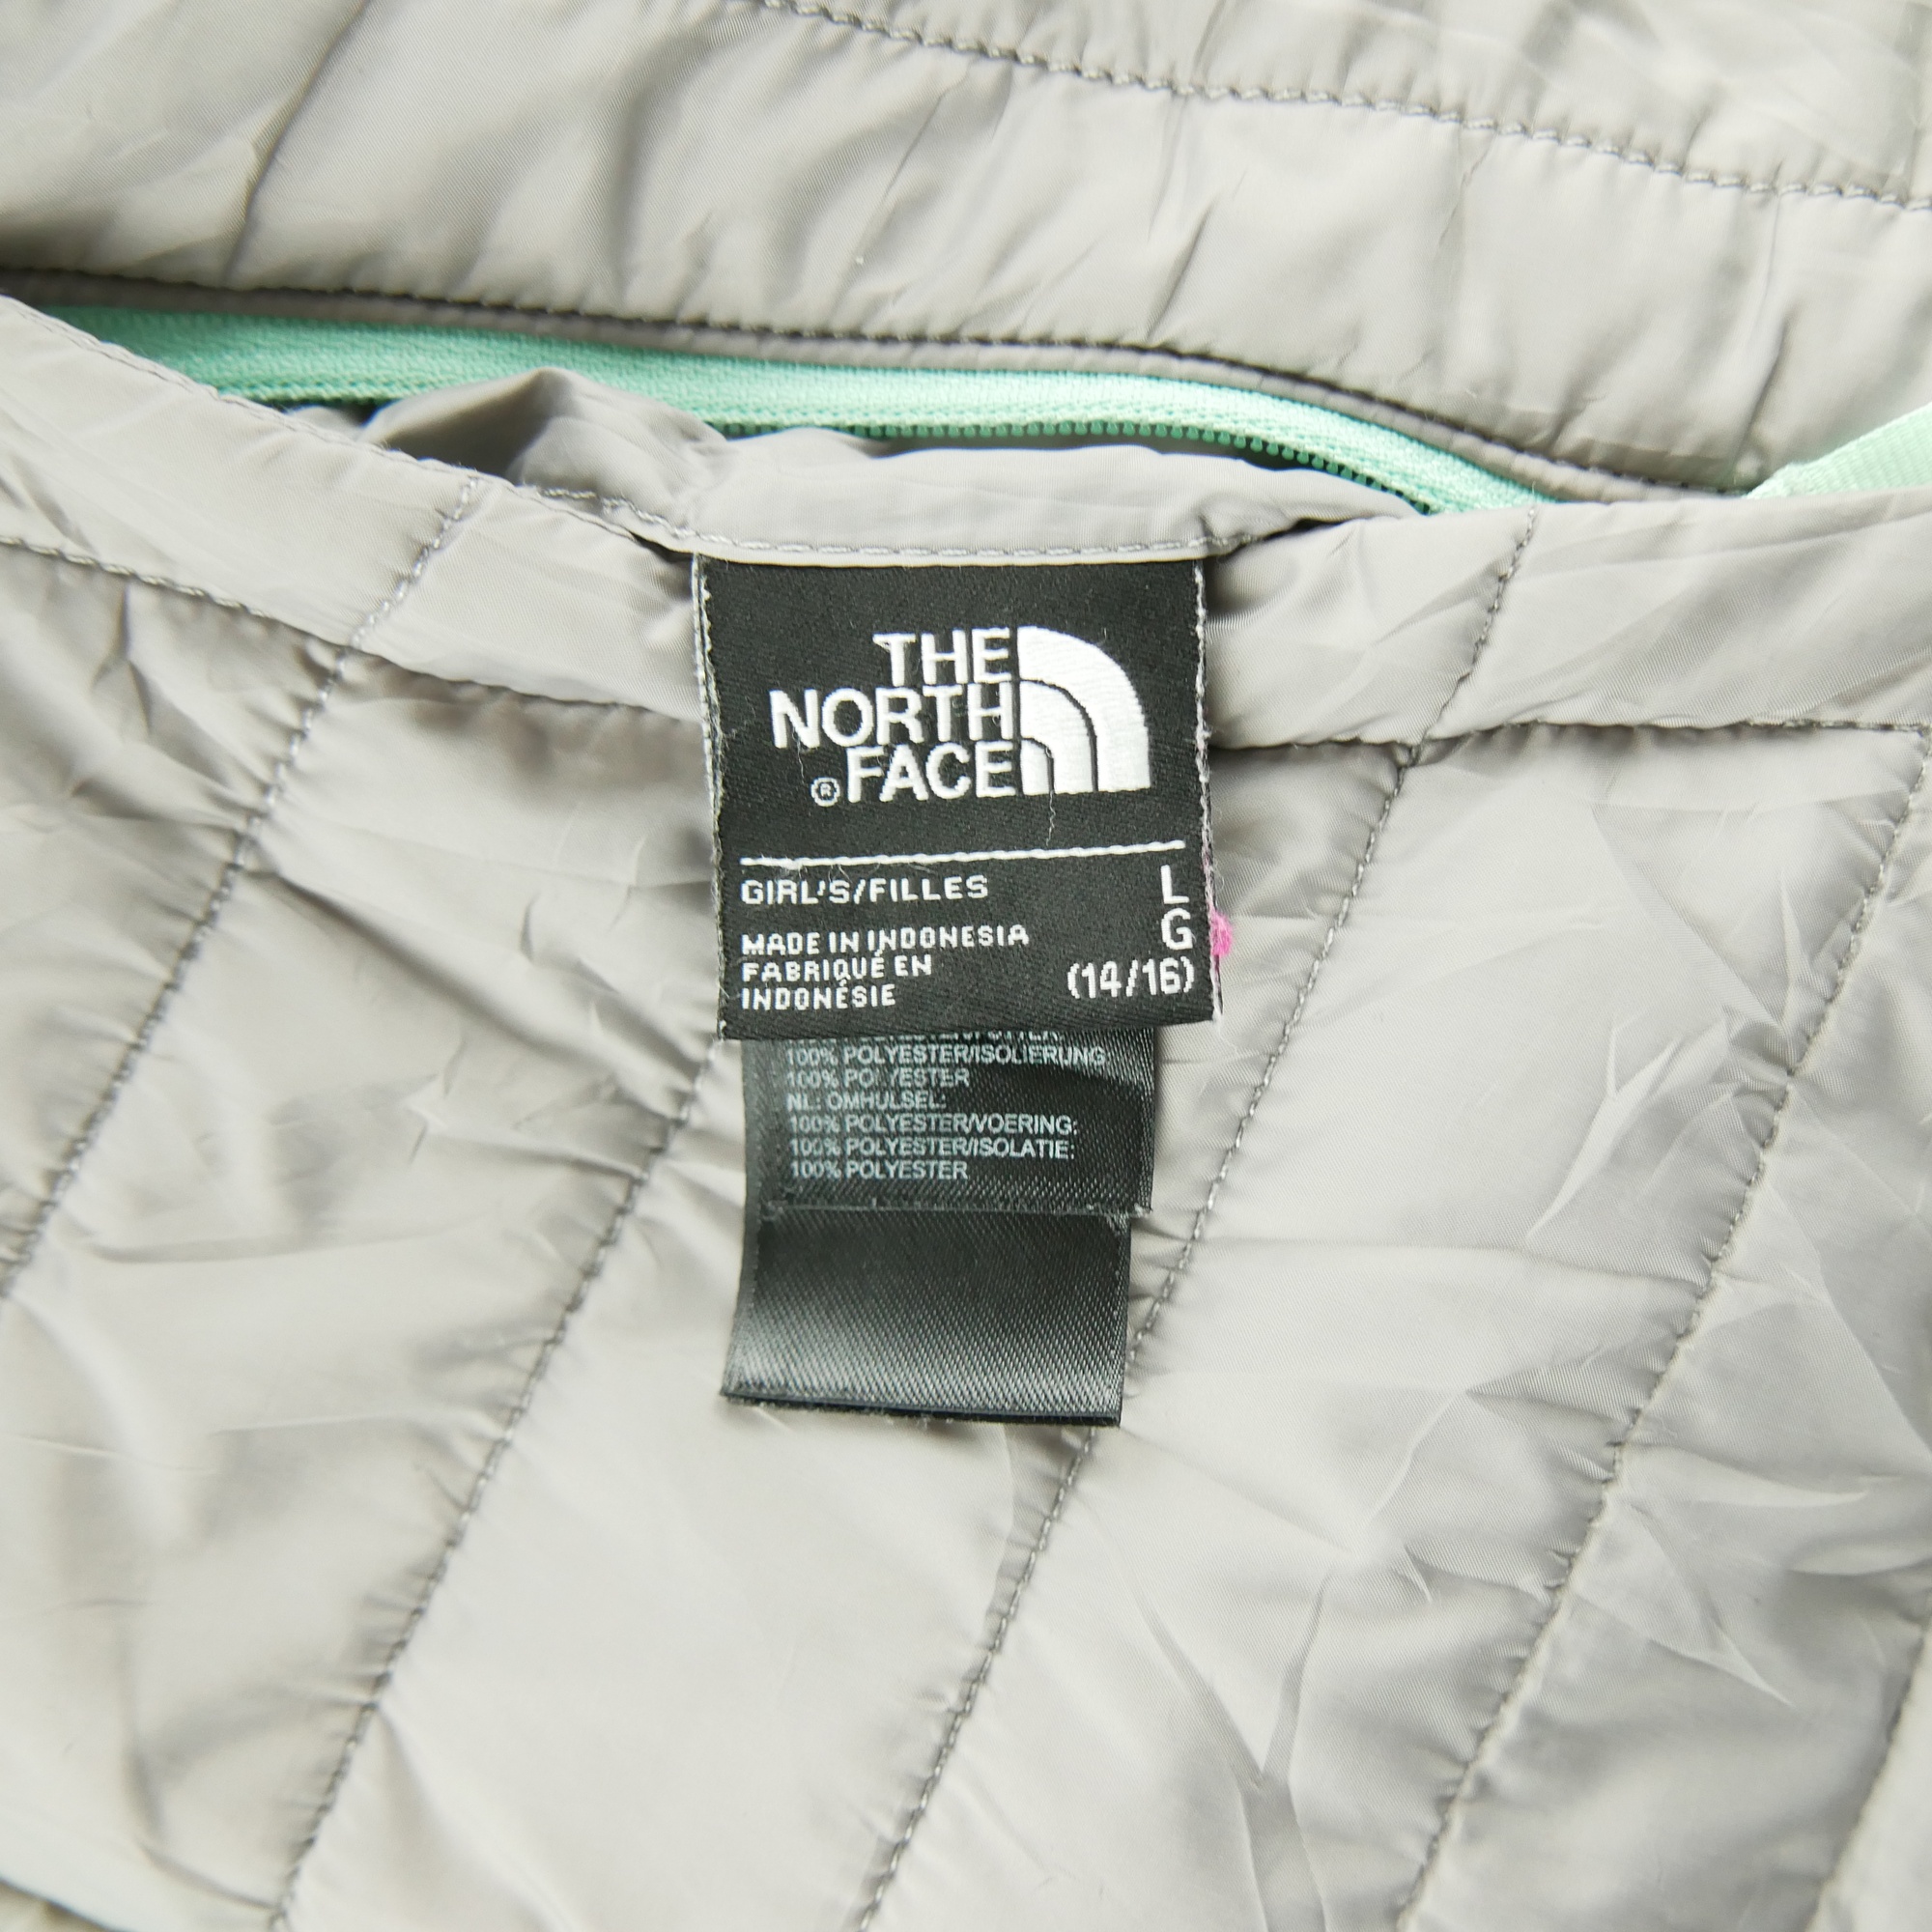 THE
NORTH
® FACE
GIRL'S/FILLES L
G
MADE IN INDONESIA
FABRIQUÉ EN
INDONÉSIE
(14/16)
100% POLYESTER/ISOLIERUNG:
100% POLYESTER
NL: OMHULSEL:
100% POLYESTER/VOERING:
100% POLYESTER/ISOLATIE:
100% POLYESTER